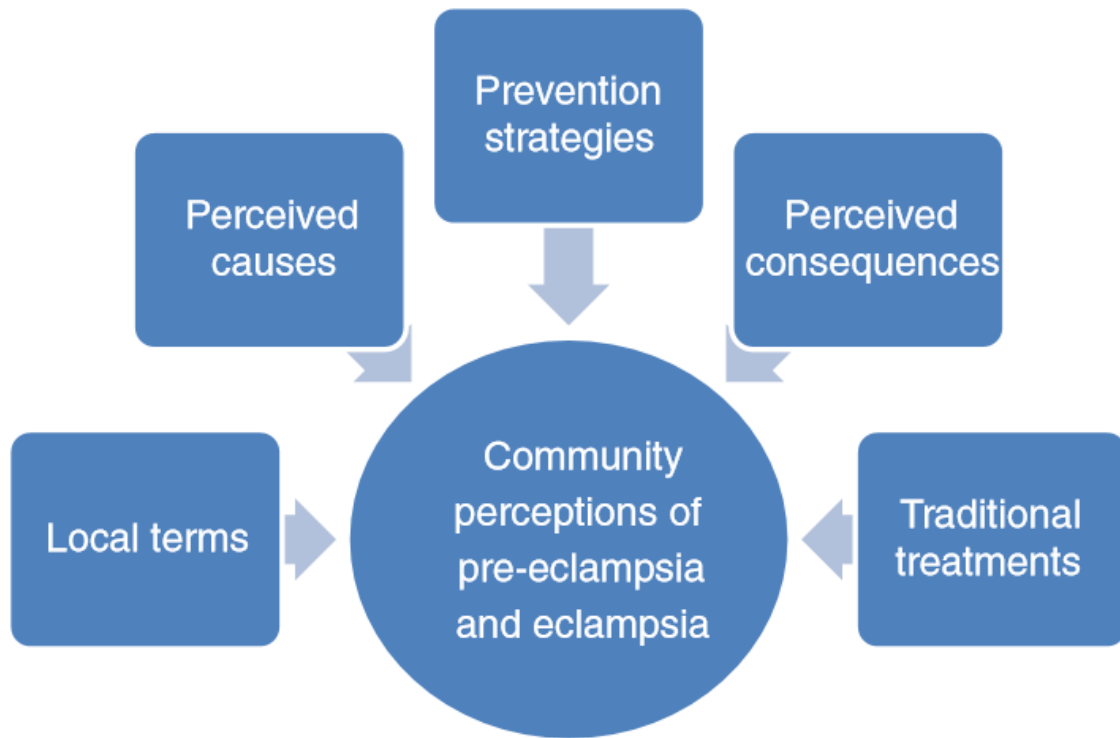 Prevention
strategies
Perceived
causes
Perceived
consequences
Local terms
Community
perceptions of
pre-eclampsia
and eclampsia
Traditional
treatments